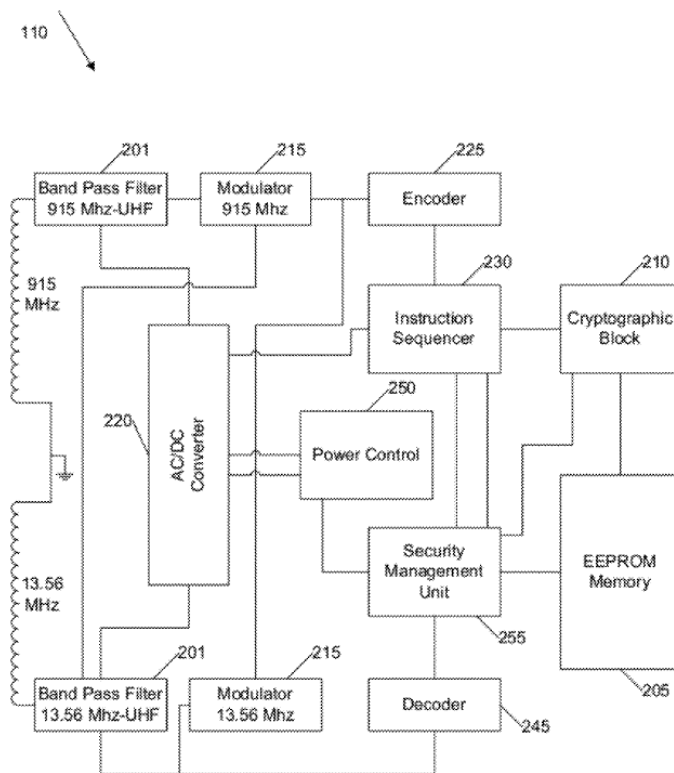 110
201
215
225
Band Pass Filter
915 Mhz-UHF
Modulator
915 Mhz
Encoder
230
210
915
MHz
Instruction
Sequencer
Cryptographic
Block
220
AC/DC
Converter
250
Power Control
13.56
MHz
Security
Management
Unit
EEPROM
Memory
201
215
255
205
Band Pass Filter
13.56 Mhz-UHF
Modulator
13.56 Mhz
Decoder
245